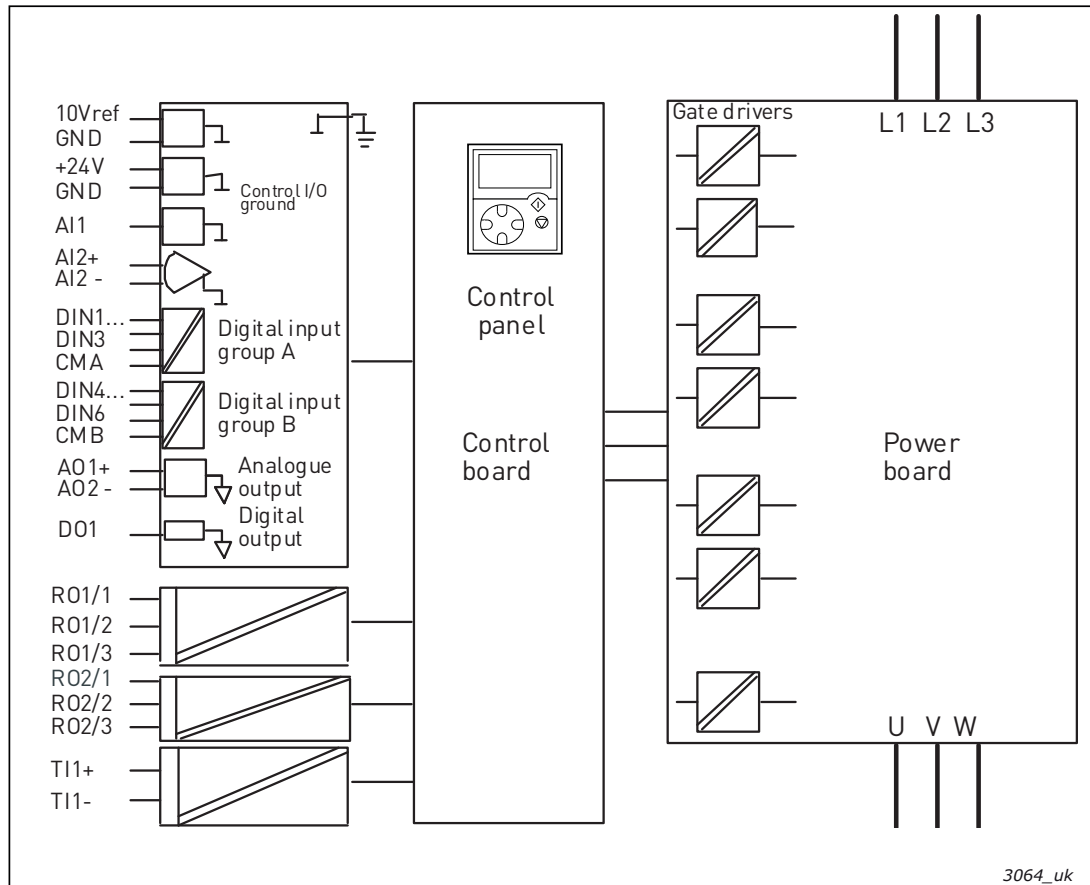 10Vref
GND
+24V
GND
Control I/O
ground
AI1
AI2+
AI2 -
DIN1...
DIN3
CMA
Digital input
group A
DIN4...
DIN6
CMB
Digital input
group B
AO1+
AO2 -
Analogue
output
DO1
Digital
output
RO1/1
RO1/2
RO1/3
RO2/1
RO2/2
RO2/3
TI1+
TI1-
Control
panel
Control
board
Gate drivers
L1 L2 L3
Power
board
U V W
3064_uk